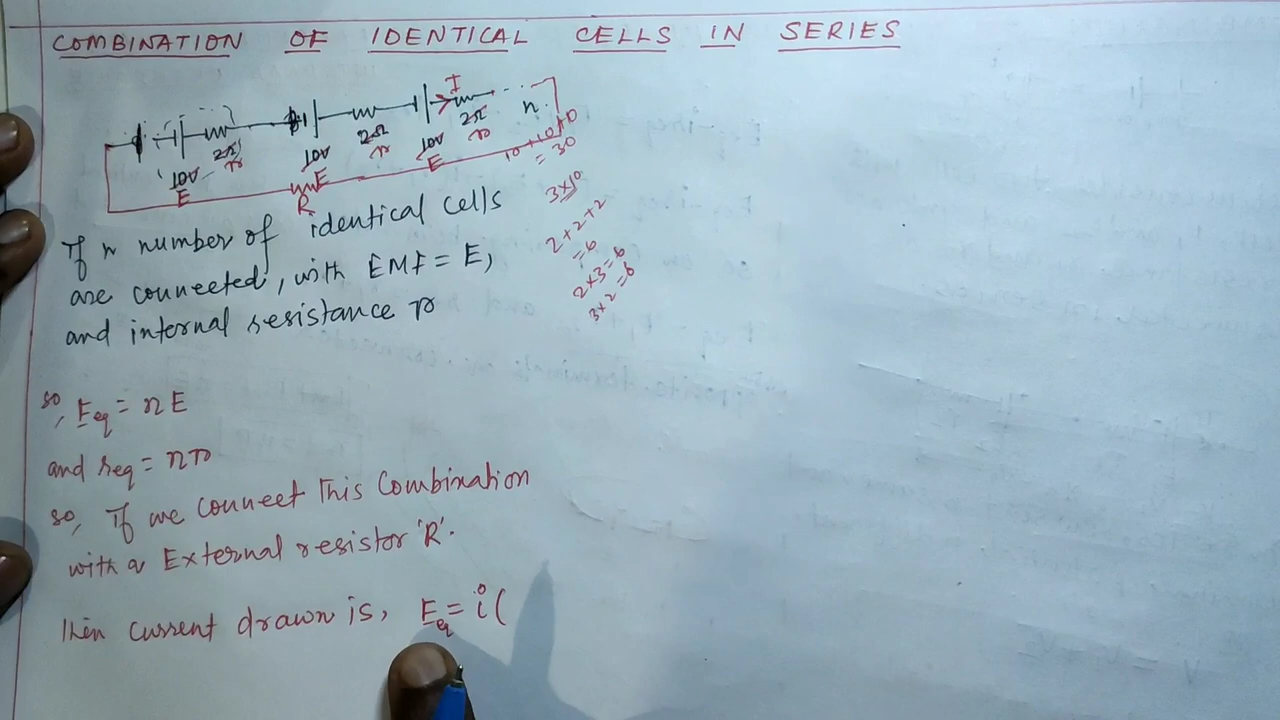 COMBINATION OF IDENTICAL CELLS IN SERIES
I
2Ω 2Ω 2Ω n
r r r
10V 10V 10V
E E E
R
10+10+10
= 30
3×10
2+2+2
= 6
2×3=6
3×2=6
If n number of identical cells
are connected, with EMF = E,
and internal resistance r
so, Eeq = nE
and req = nr
so, If we connect This Combination
with a External resistor 'R'.
Then current drawn is, Eeq = i(